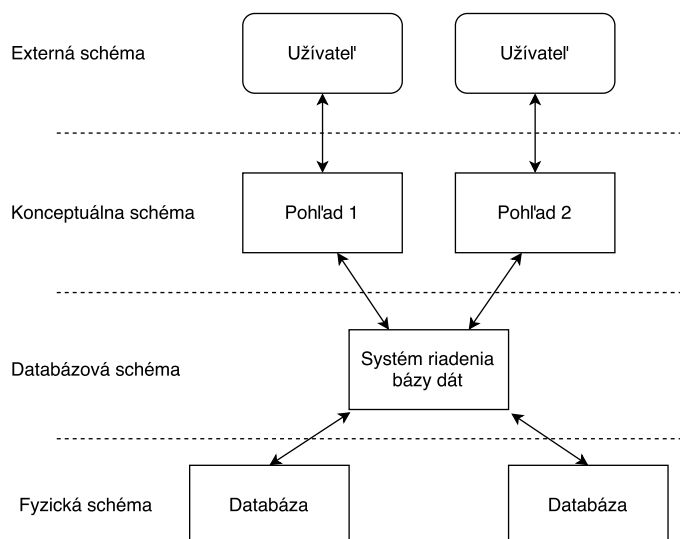 Externá schéma
Užívateľ
Užívateľ
Konceptuálna schéma
Pohľad 1
Pohľad 2
Databázová schéma
Systém riadenia
bázy dát
Fyzická schéma
Databáza
Databáza